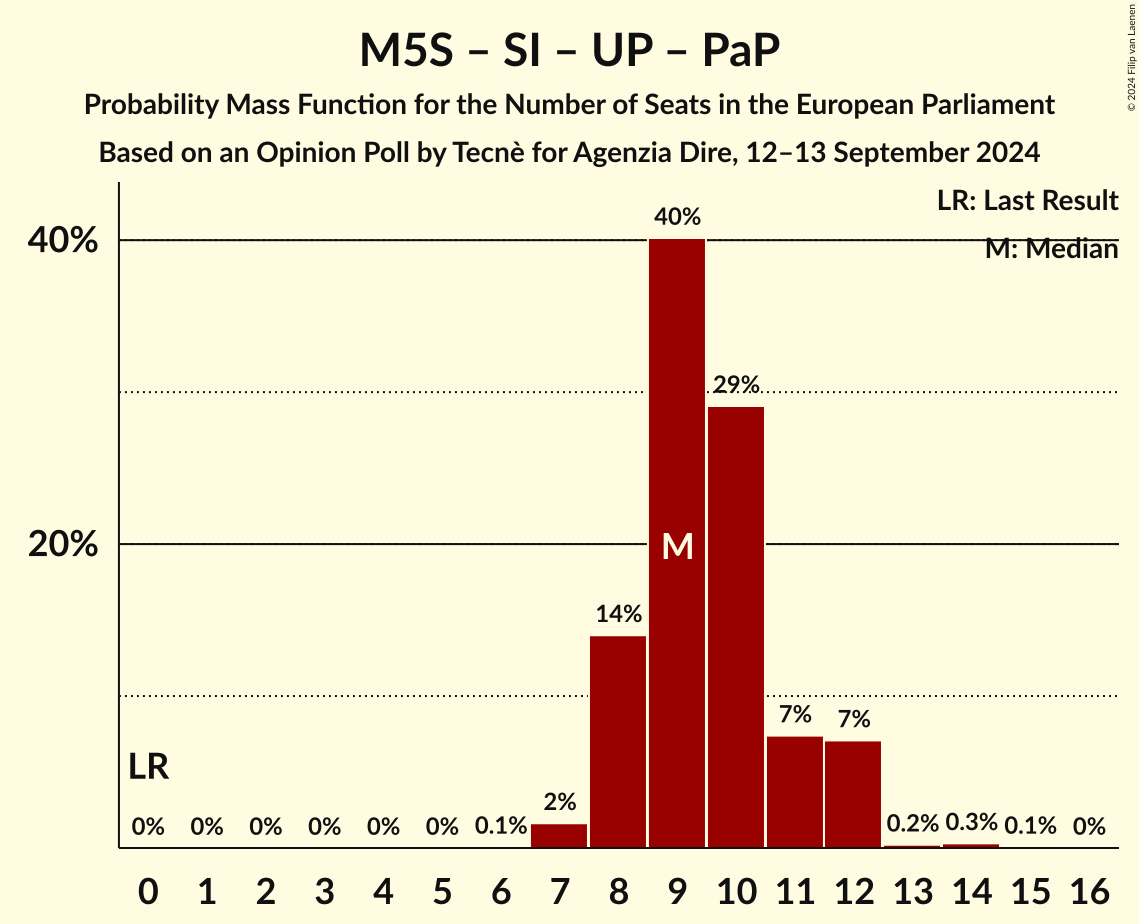 M5S – SI – UP – PaP
Probability Mass Function for the Number of Seats in the European Parliament
Based on an Opinion Poll by Tecnè for Agenzia Dire, 12–13 September 2024
© 2024 Filip van Laenen
LR: Last Result
M: Median
40%
20%
40%
29%
M
14%
7%
7%
LR
2%
0%
0%
0%
0%
0%
0%
0.1%
0.2%
0.3%
0.1%
0%
0 1 2 3 4 5 6 7 8 9 10 11 12 13 14 15 16